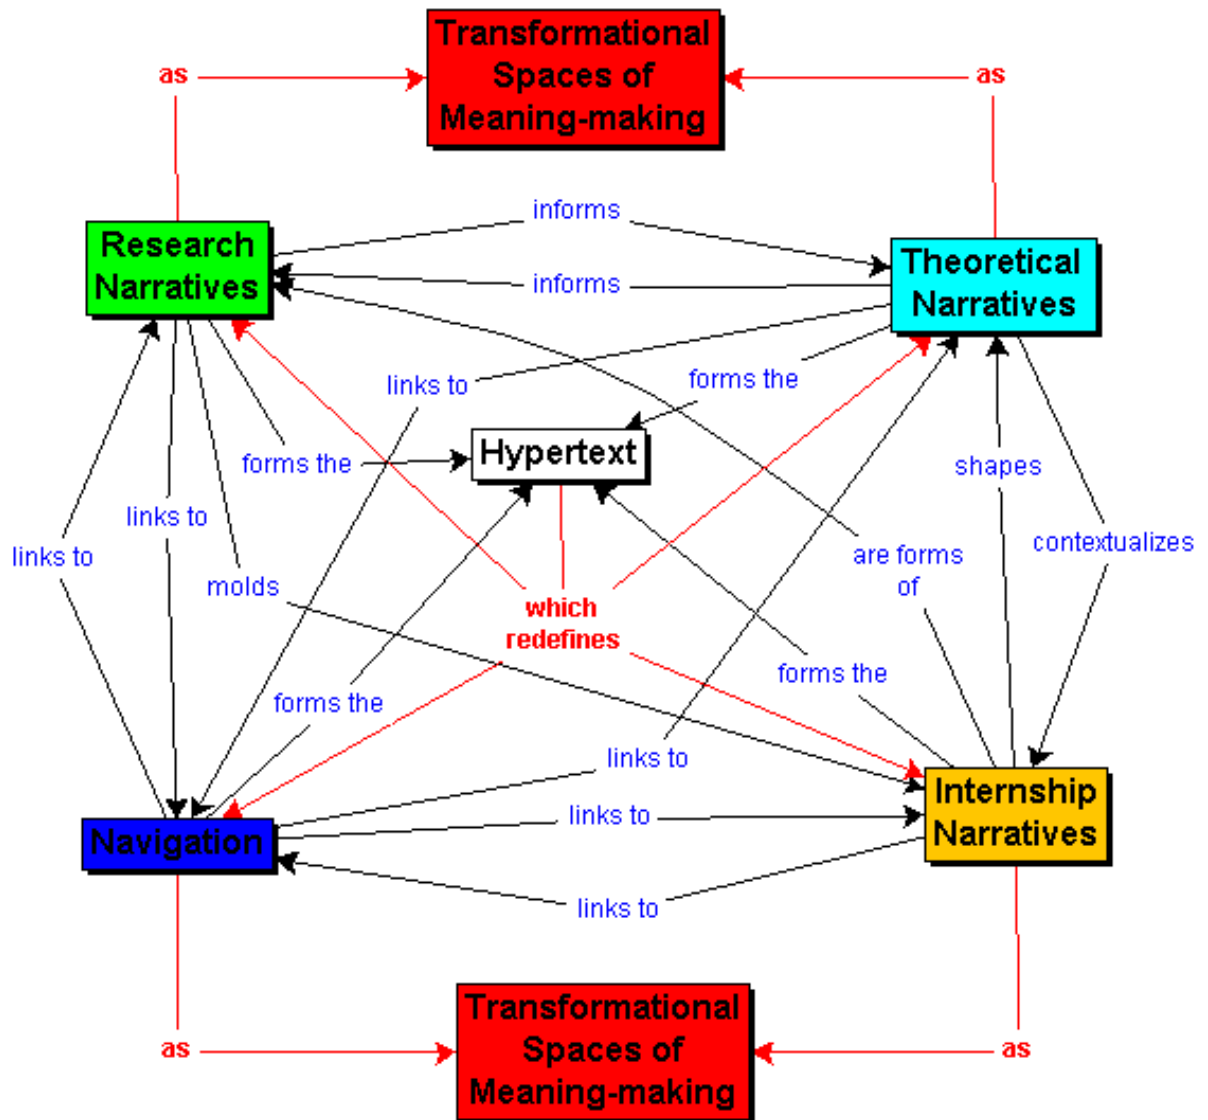 Transformational
Spaces of
Meaning-making
as
as
informs
Research
Narratives
Theoretical
Narratives
informs
links to
forms the
Hypertext
forms the
shapes
links to
links to
molds
are forms
of
contextualizes
which
redefines
forms the
forms the
links to
Internship
Narratives
links to
Navigation
links to
Transformational
Spaces of
Meaning-making
as
as